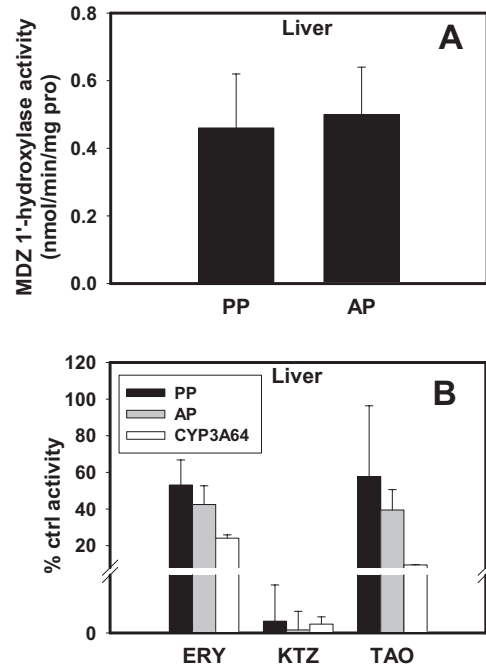 Liver
A
MDZ 1'-hydroxylase activity
(nmol/min/mg pro)
0.8
0.6
0.4
0.2
0.0
PP
AP
Liver
B
PP
AP
CYP3A64
% ctrl activity
120
100
80
60
40
20
0
ERY
KTZ
TAO